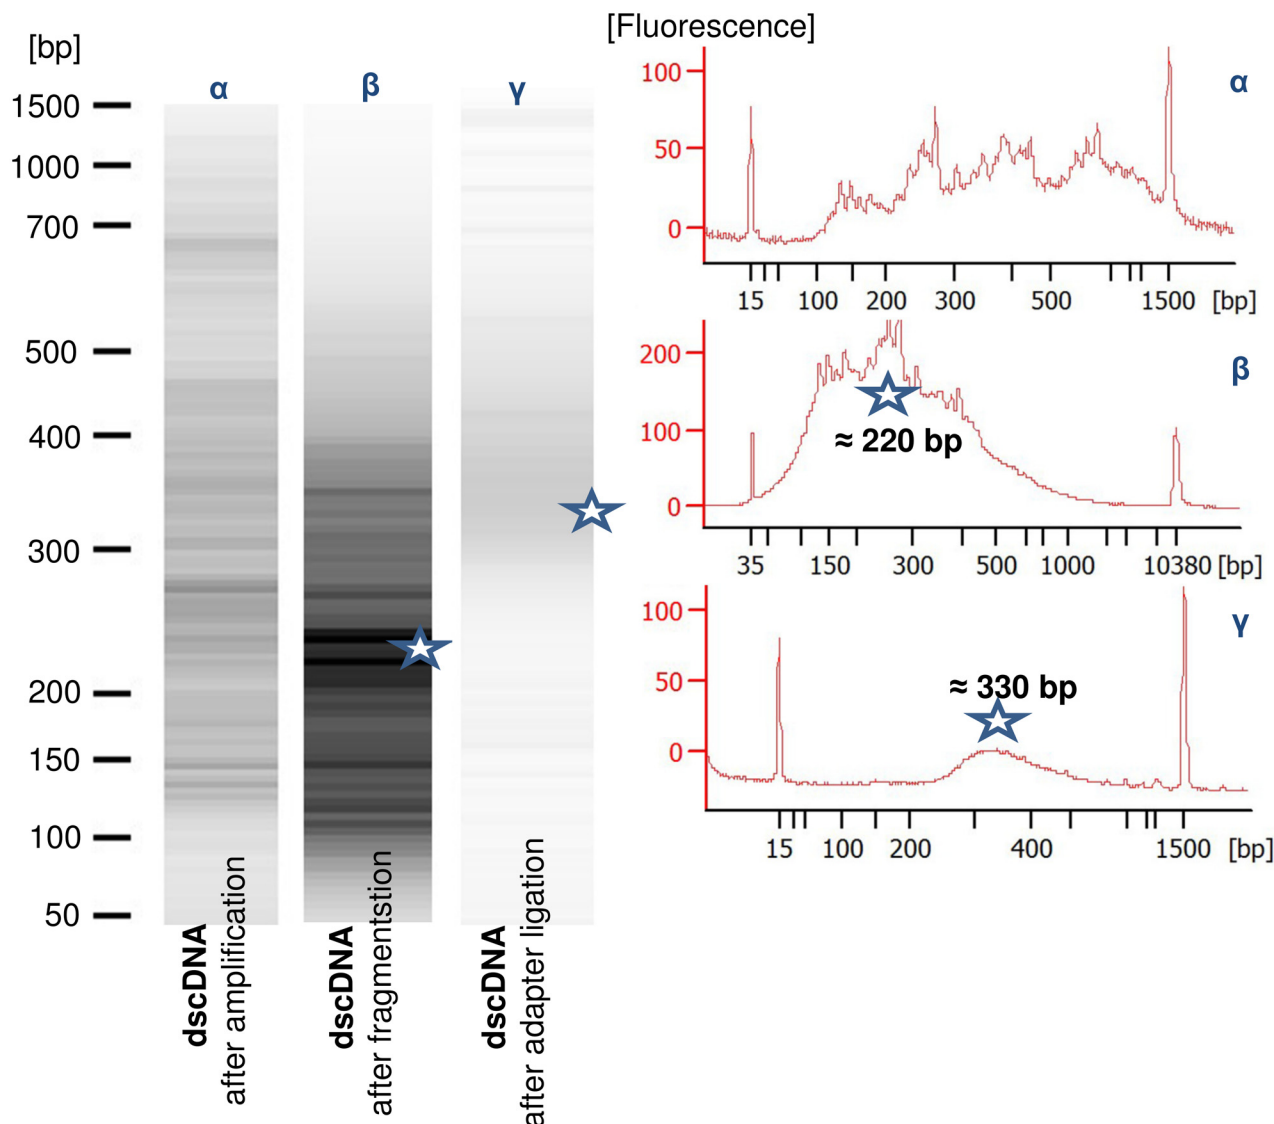 [bp]
α
β
γ
1500
1000
700
500
400
300
200
150
100
50
dscDNA
after amplification
dscDNA
after fragmentstion
dscDNA
after adapter ligation
[Fluorescence]
α
100
50
0
15 100 200 300 500 1500 [bp]
β
200
100
0
≈ 220 bp
35 150 300 500 1000 10380 [bp]
γ
100
50
0
≈ 330 bp
15 100 200 400 1500 [bp]